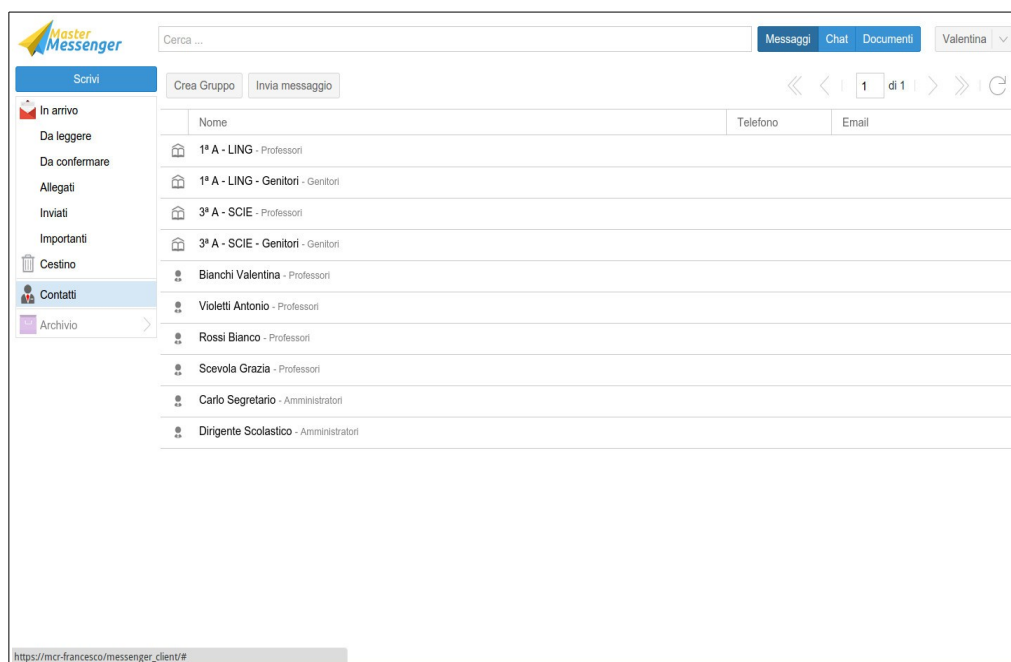 Master
Messenger
Cerca ...
Messaggi Chat Documenti Valentina
Scrivi
Crea Gruppo Invia messaggio 1 di 1
In arrivo
Da leggere
Da confermare
Allegati
Inviati
Importanti
Cestino
Contatti
Archivio
Nome Telefono Email
1ª A - LING - Professori
1ª A - LING - Genitori - Genitori
3ª A - SCIE - Professori
3ª A - SCIE - Genitori - Genitori
Bianchi Valentina - Professori
Violetti Antonio - Professori
Rossi Bianco - Professori
Scevola Grazia - Professori
Carlo Segretario - Amministratori
Dirigente Scolastico - Amministratori
https://mcr-francesco/messenger_client/#